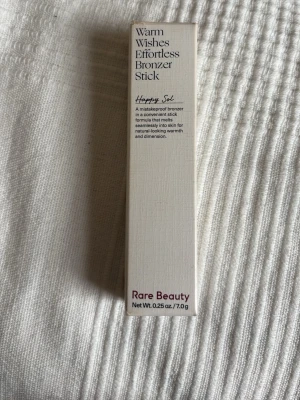 Warm
Wishes
Effortless
Bronzer
Stick
Happy Sol
A mistakeproof bronzer
in a convenient stick
formula that melts
seamlessly into skin for
natural-looking warmth
and dimension.
Rare Beauty
Net Wt. 0.25 oz. / 7.0 g